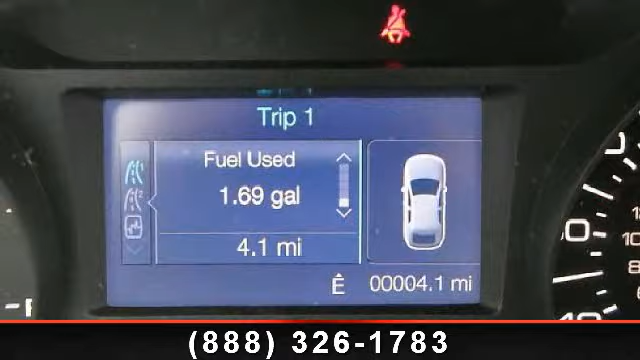 Trip 1
Fuel Used
1.69 gal
4.1 mi
Ê 00004.1 mi
(888) 326-1783